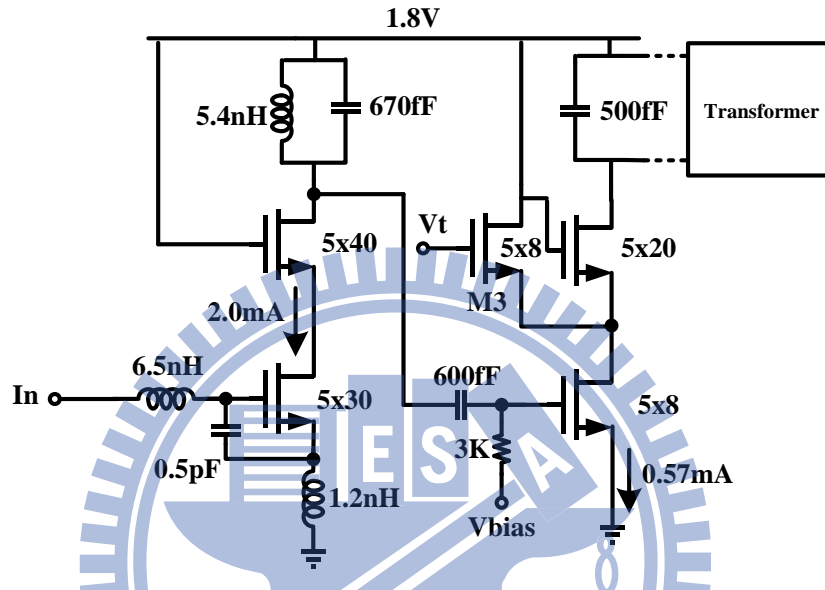 1.8V
5.4nH
670fF
500fF
Transformer
Vt
5x40
5x8
5x20
M3
2.0mA
6.5nH
In
600fF
5x30
5x8
0.5pF
3K
ESA
0.57mA
1.2nH
Vbias